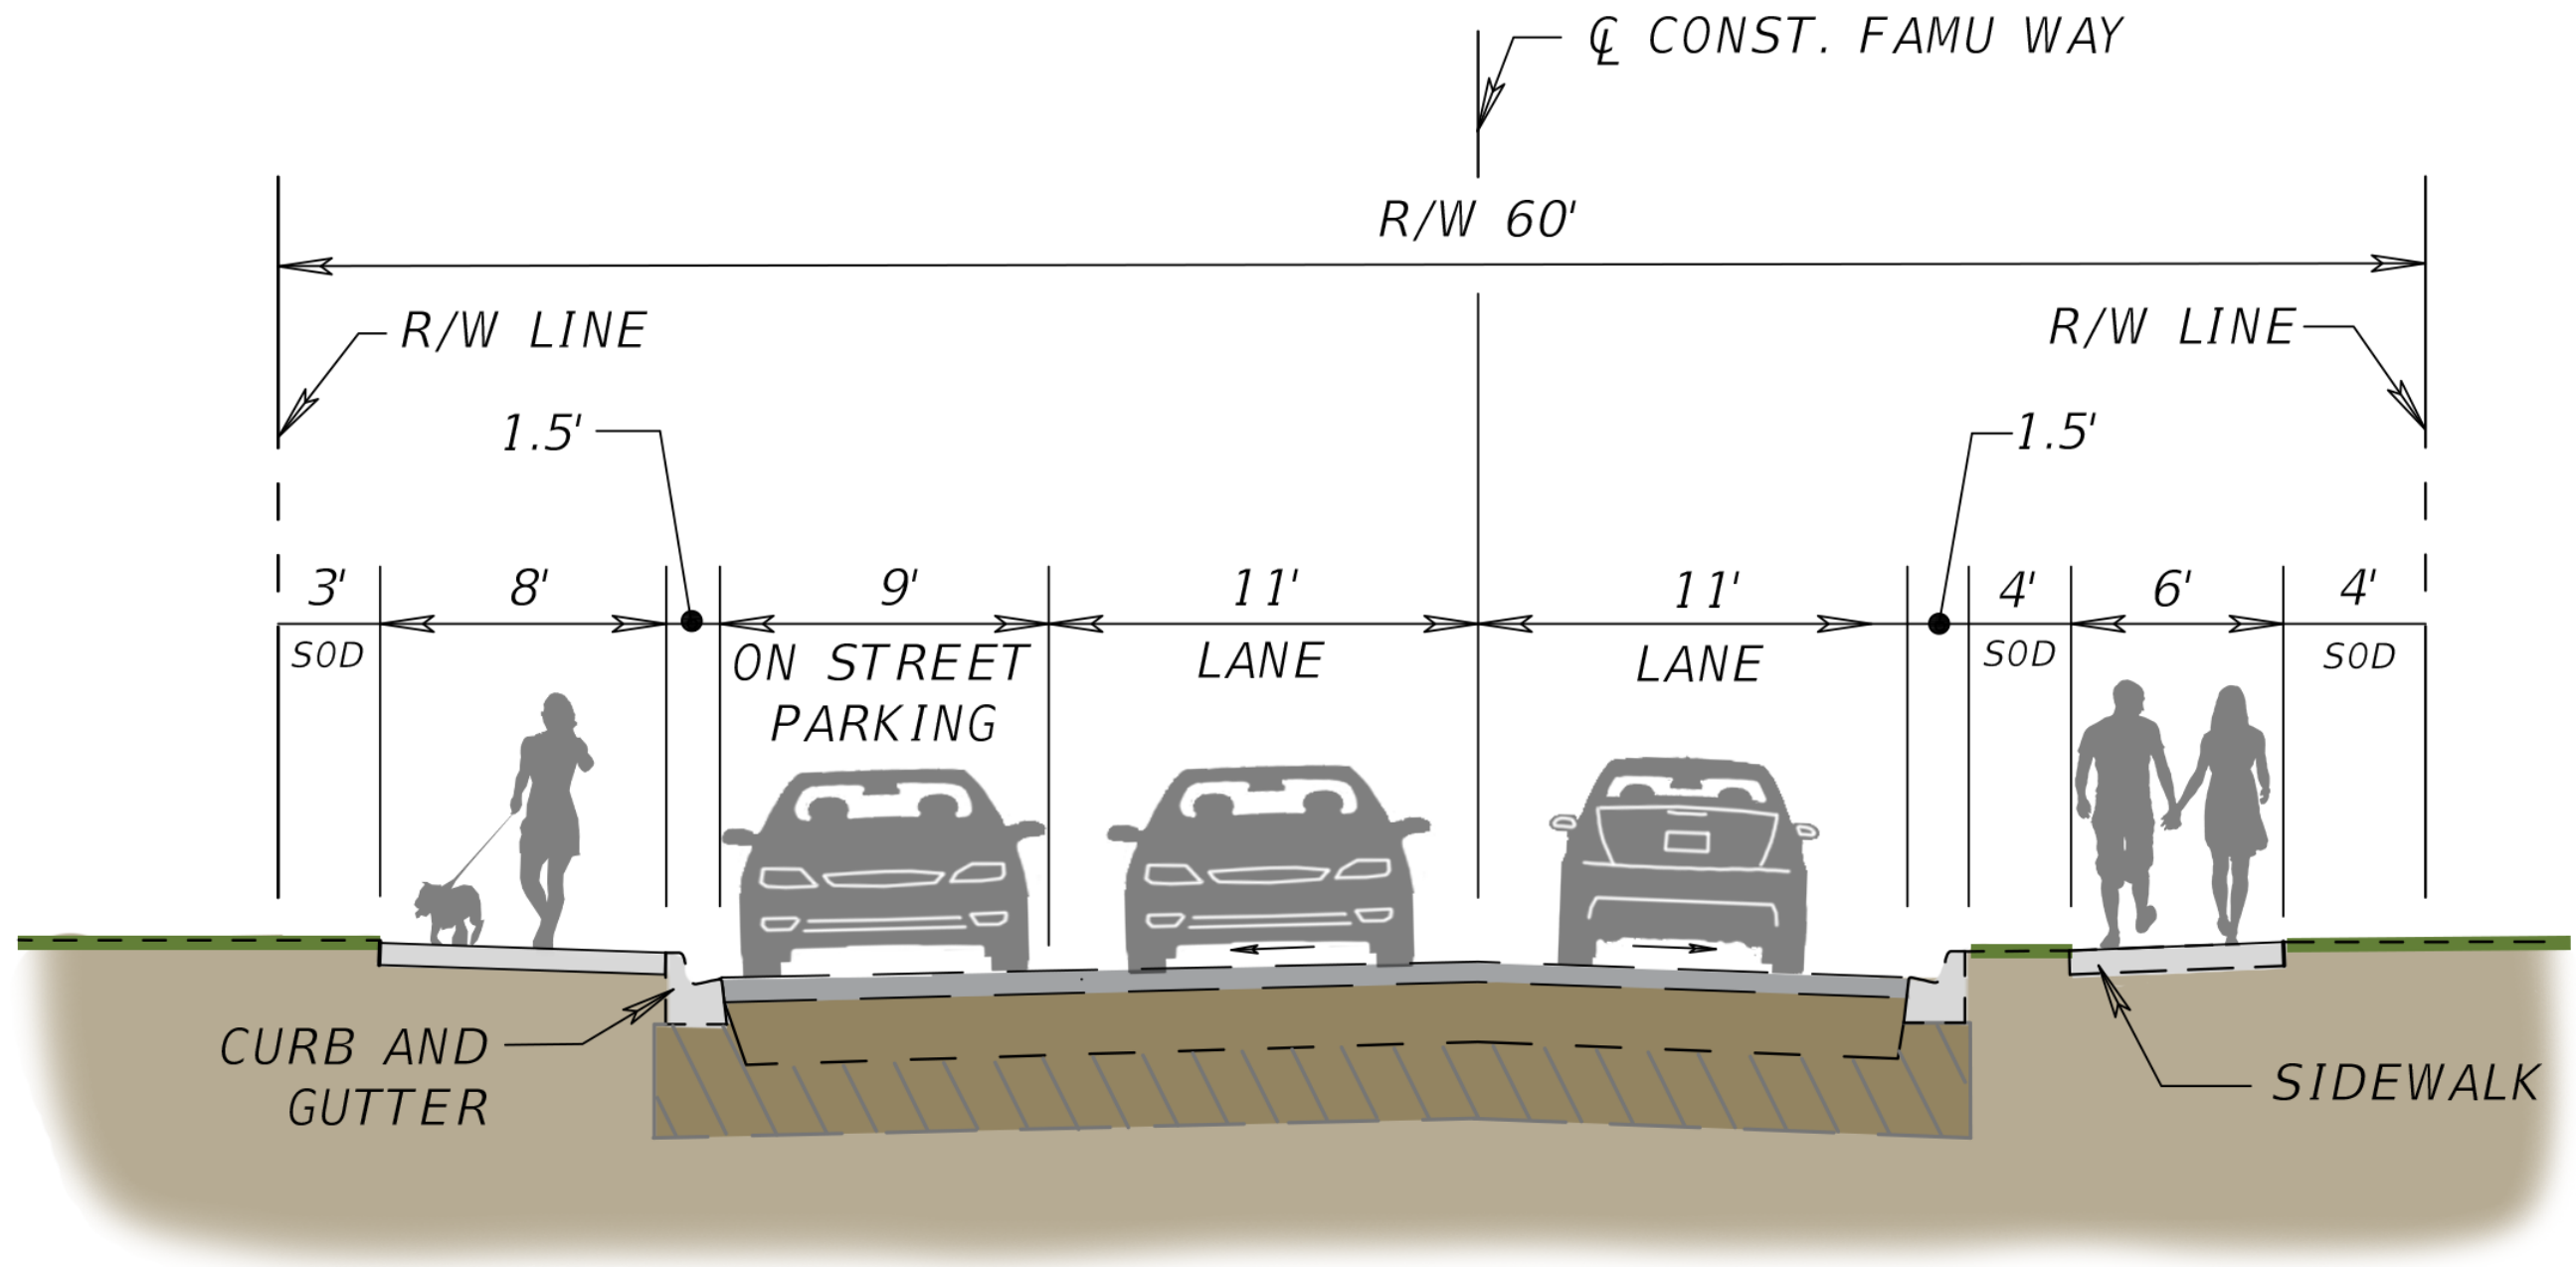 ℄ CONST. FAMU WAY
R/W 60'
R/W LINE
R/W LINE
1.5'
1.5'
3'
8'
9'
11'
11'
4'
6'
4'
SOD
ON STREET
PARKING
LANE
LANE
SOD
SOD
CURB AND
GUTTER
SIDEWALK